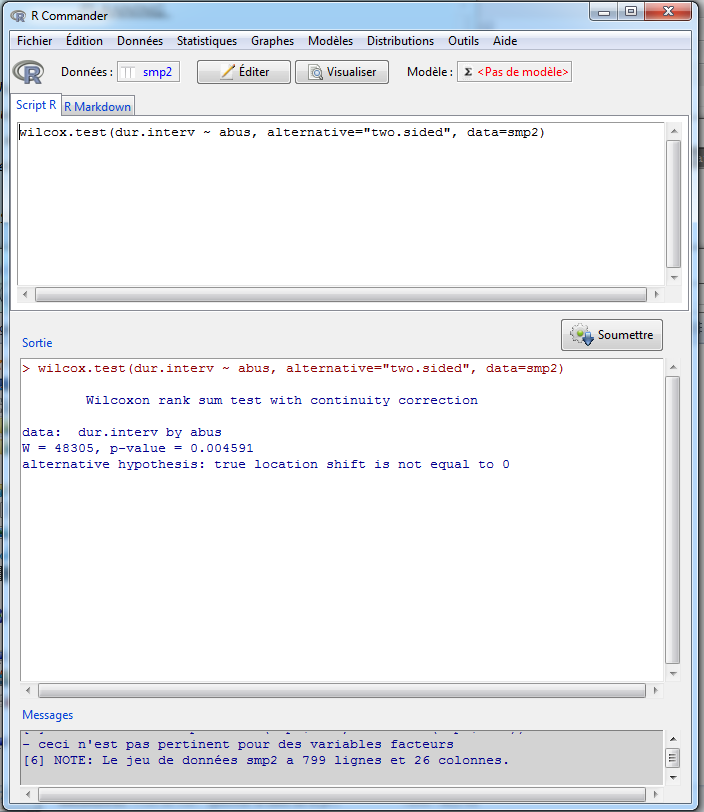 R Commander
Fichier Édition Données Statistiques Graphes Modèles Distributions Outils Aide
Données : smp2 Éditer Visualiser Modèle : Σ <Pas de modèle>
Script R R Markdown
wilcox.test(dur.interv ~ abus, alternative="two.sided", data=smp2)
Sortie
Soumettre
> wilcox.test(dur.interv ~ abus, alternative="two.sided", data=smp2)
Wilcoxon rank sum test with continuity correction
data:  dur.interv by abus
W = 48305, p-value = 0.004591
alternative hypothesis: true location shift is not equal to 0
Messages
- ceci n'est pas pertinent pour des variables facteurs
[6] NOTE: Le jeu de données smp2 a 799 lignes et 26 colonnes.